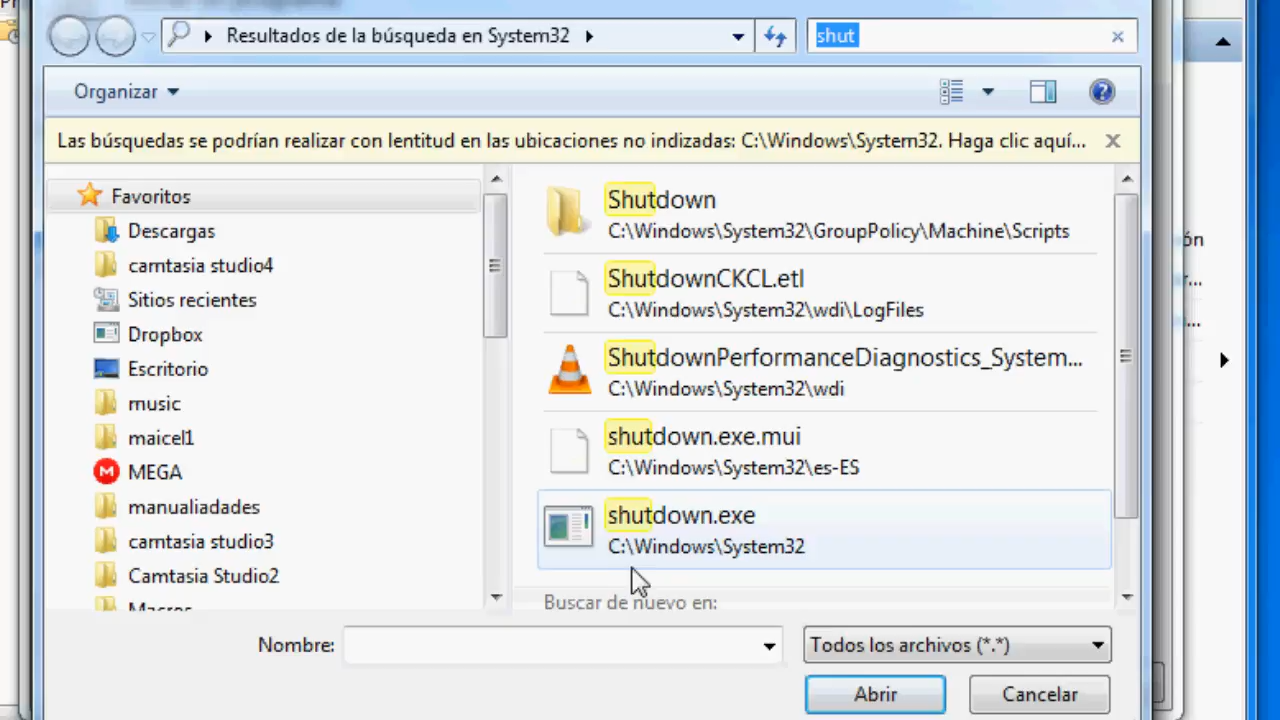 Resultados de la búsqueda en System32
shut
Organizar
Las búsquedas se podrían realizar con lentitud en las ubicaciones no indizadas: C:\Windows\System32. Haga clic aquí...
Favoritos
Descargas
camtasia studio4
Sitios recientes
Dropbox
Escritorio
music
maicel1
MEGA
manualiadades
camtasia studio3
Camtasia Studio2
Macros
Shutdown
C:\Windows\System32\GroupPolicy\Machine\Scripts
ShutdownCKCL.etl
C:\Windows\System32\wdi\LogFiles
ShutdownPerformanceDiagnostics_System...
C:\Windows\System32\wdi
shutdown.exe.mui
C:\Windows\System32\es-ES
shutdown.exe
C:\Windows\System32
Buscar de nuevo en:
Nombre:
Todos los archivos (*.*)
Abrir
Cancelar
ón
r...
...